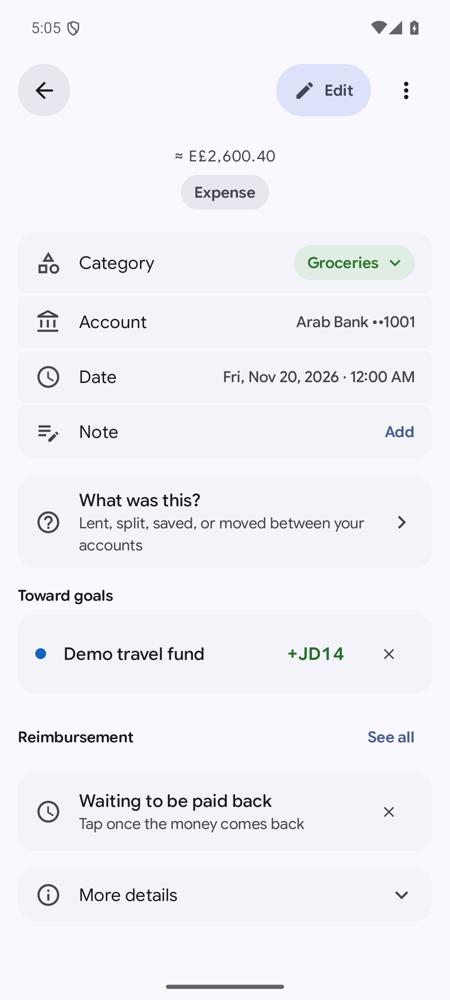 5:05
Edit
≈ E£2,600.40
Expense
Category
Groceries
Account
Arab Bank ••1001
Date
Fri, Nov 20, 2026 · 12:00 AM
Note
Add
What was this?
Lent, split, saved, or moved between your
accounts
Toward goals
Demo travel fund
+JD14
Reimbursement
See all
Waiting to be paid back
Tap once the money comes back
More details